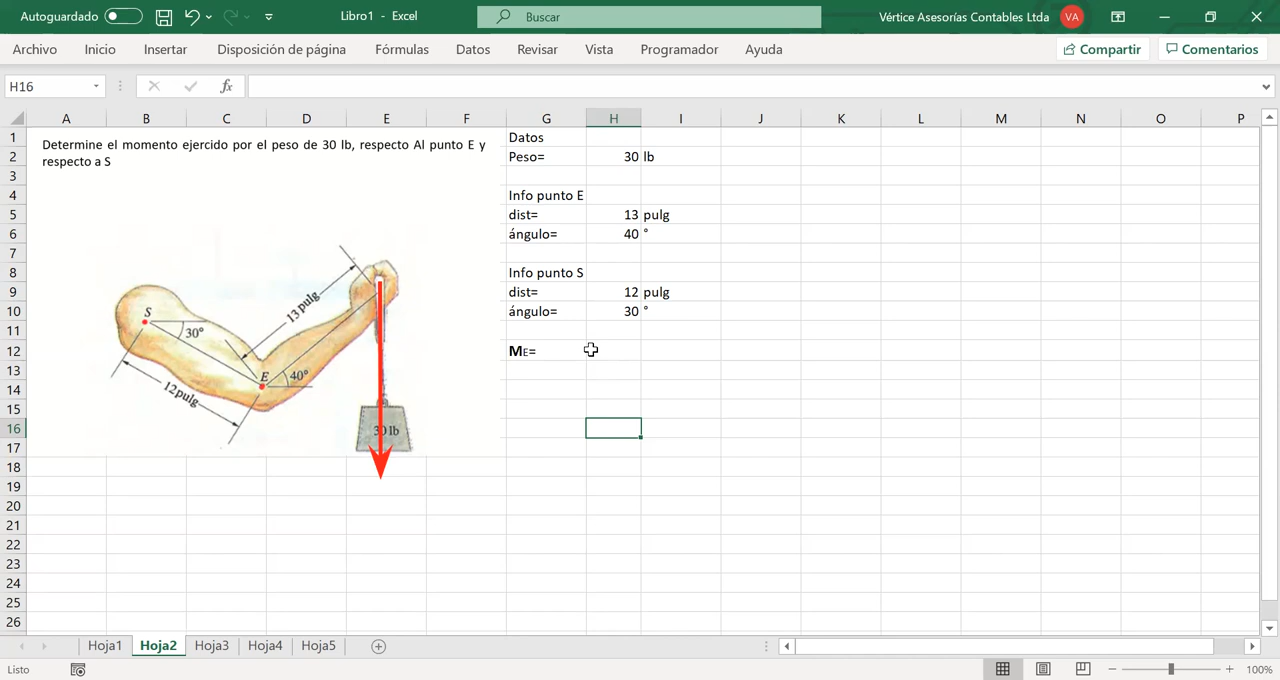 Autoguardado Libro1 - Excel Buscar Vértice Asesorías Contables Ltda VA
Archivo Inicio Insertar Disposición de página Fórmulas Datos Revisar Vista Programador Ayuda Compartir Comentarios
H16 fx
A B C D E F G H I J K L M N O P
1 Datos
Determine el momento ejercido por el peso de 30 lb, respecto Al punto E y
2 Peso= 30 lb
respecto a S
3
4 Info punto E
5 dist= 13 pulg
6 ángulo= 40 °
7
8 Info punto S
9 dist= 12 pulg
10 ángulo= 30 °
11
12 ME=
13
14
15
16
17
18
19
20
21
22
23
24
25
26
13 pulg
S
30°
E 40°
12pulg
30 lb
Hoja1 Hoja2 Hoja3 Hoja4 Hoja5
Listo 100%